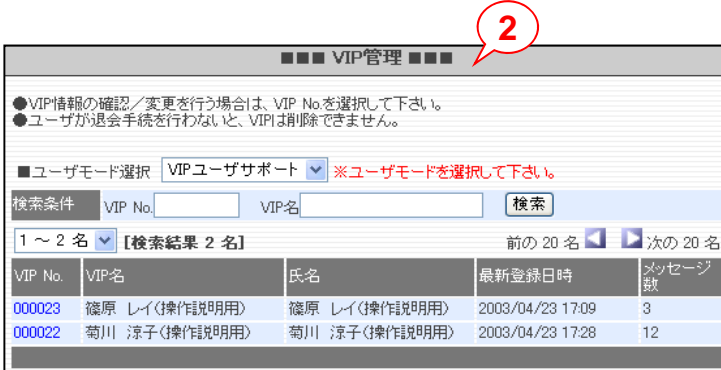 2
■■■ VIP管理 ■■■
●VIP情報の確認／変更を行う場合は、VIP No.を選択して下さい。
●ユーザが退会手続を行わないと、VIPは削除できません。
■ユーザモード選択 VIPユーザサポート ※ユーザモードを選択して下さい。
検索条件 VIP No. VIP名 検索
1～2名 [検索結果 2 名] 前の 20 名 次の 20 名
VIP No. VIP名 氏名 最新登録日時 メッセージ数
000023 篠原 レイ(操作説明用) 篠原 レイ(操作説明用) 2003/04/23 17:09 3
000022 菊川 涼子(操作説明用) 菊川 涼子(操作説明用) 2003/04/23 17:28 12